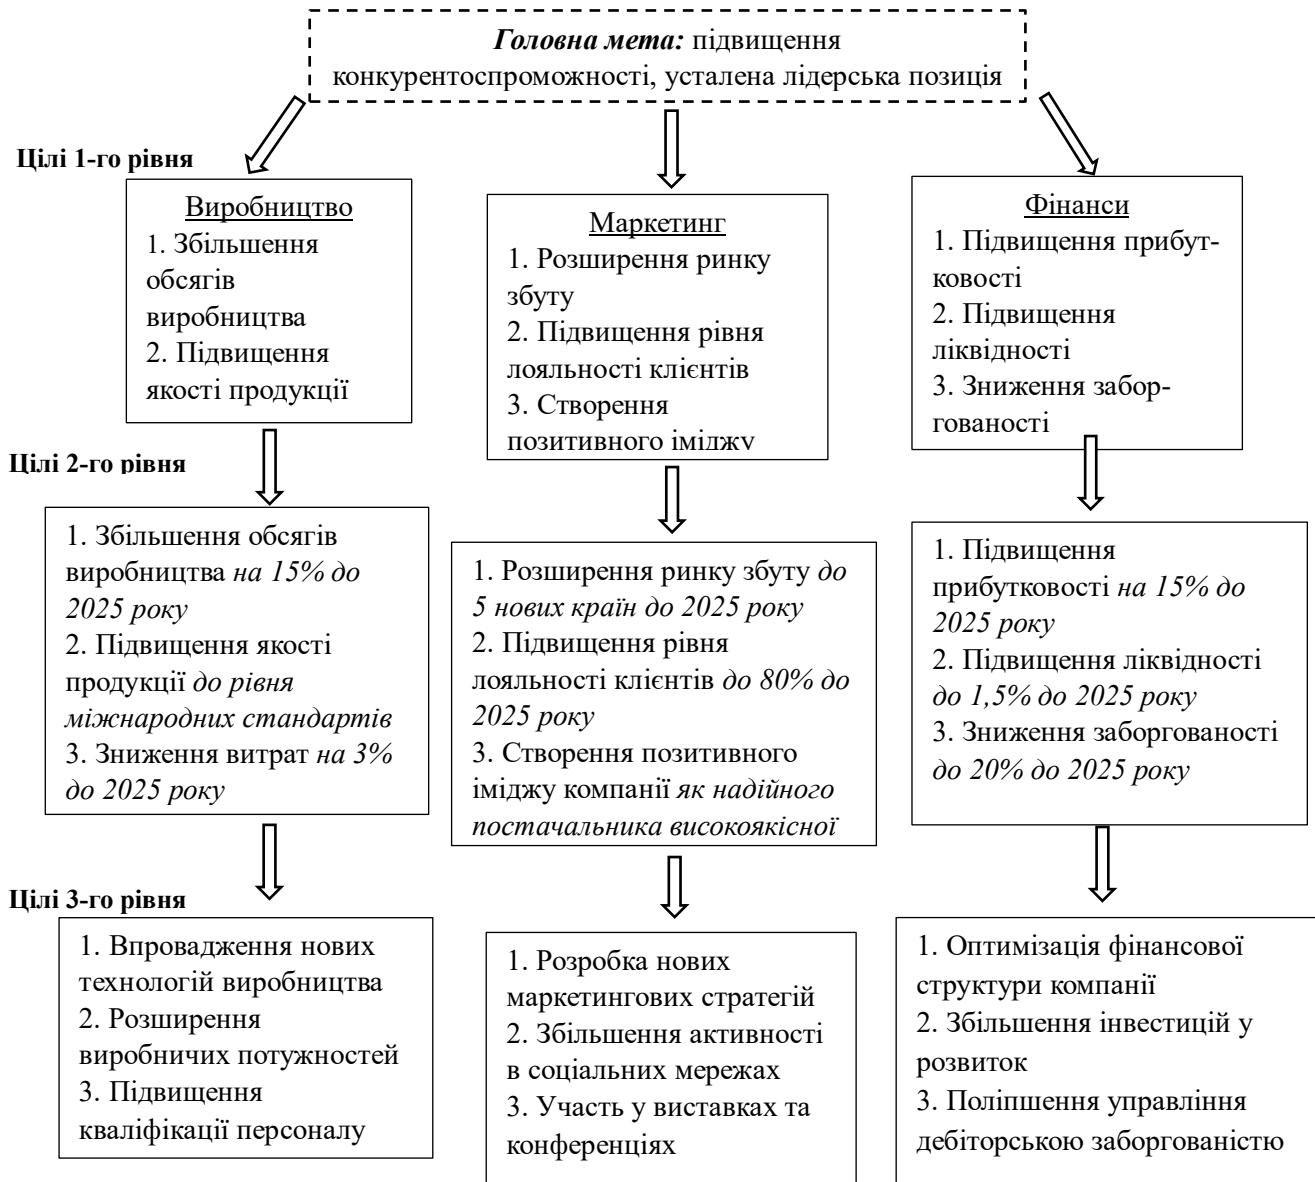 Головна мета: підвищення
конкурентоспроможності, усталена лідерська позиція
Цілі 1-го рівня
Виробництво
1. Збільшення
обсягів
виробництва
2. Підвищення
якості продукції
Маркетинг
1. Розширення ринку
збуту
2. Підвищення рівня
лояльності клієнтів
3. Створення
позитивного іміджу
Фінанси
1. Підвищення прибут-
ковості
2. Підвищення
ліквідності
3. Зниження забор-
гованості
Цілі 2-го рівня
1. Збільшення обсягів
виробництва на 15% до
2025 року
2. Підвищення якості
продукції до рівня
міжнародних стандартів
3. Зниження витрат на 3%
до 2025 року
1. Розширення ринку збуту до
5 нових країн до 2025 року
2. Підвищення рівня
лояльності клієнтів до 80% до
2025 року
3. Створення позитивного
іміджу компанії як надійного
постачальника високоякісної
1. Підвищення
прибутковості на 15% до
2025 року
2. Підвищення ліквідності
до 1,5% до 2025 року
3. Зниження заборгованості
до 20% до 2025 року
Цілі 3-го рівня
1. Впровадження нових
технологій виробництва
2. Розширення
виробничих потужностей
3. Підвищення
кваліфікації персоналу
1. Розробка нових
маркетингових стратегій
2. Збільшення активності
в соціальних мережах
3. Участь у виставках та
конференціях
1. Оптимізація фінансової
структури компанії
2. Збільшення інвестицій у
розвиток
3. Поліпшення управління
дебіторською заборгованістю